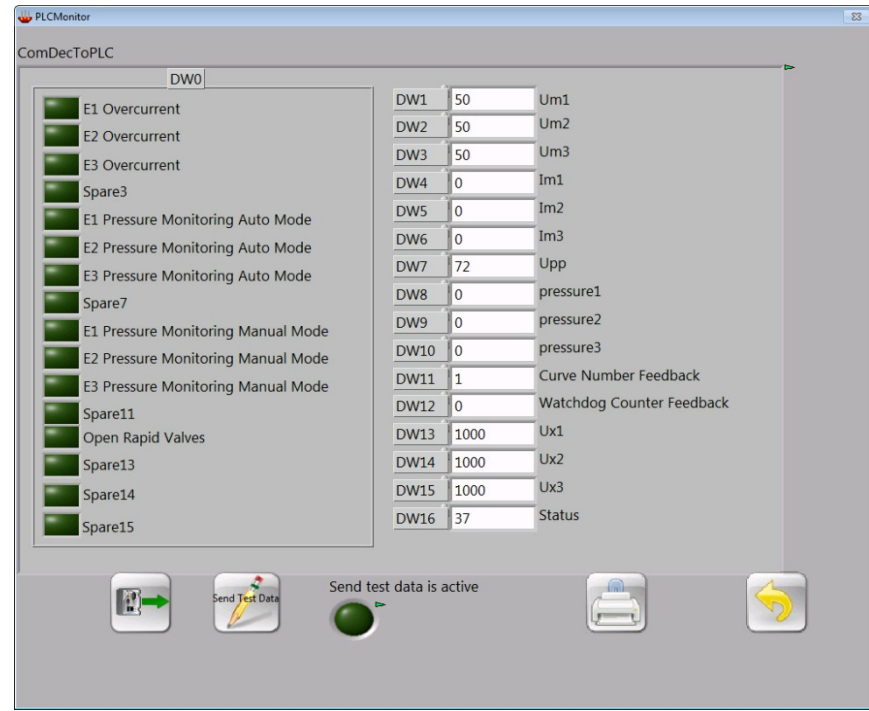 PLCMonitor
ComDecToPLC
DW0
E1 Overcurrent
E2 Overcurrent
E3 Overcurrent
Spare3
E1 Pressure Monitoring Auto Mode
E2 Pressure Monitoring Auto Mode
E3 Pressure Monitoring Auto Mode
Spare7
E1 Pressure Monitoring Manual Mode
E2 Pressure Monitoring Manual Mode
E3 Pressure Monitoring Manual Mode
Spare11
Open Rapid Valves
Spare13
Spare14
Spare15
DW1 50 Um1
DW2 50 Um2
DW3 50 Um3
DW4 0 Im1
DW5 0 Im2
DW6 0 Im3
DW7 72 Upp
DW8 0 pressure1
DW9 0 pressure2
DW10 0 pressure3
DW11 1 Curve Number Feedback
DW12 0 Watchdog Counter Feedback
DW13 1000 Ux1
DW14 1000 Ux2
DW15 1000 Ux3
DW16 37 Status
Send Test Data
Send test data is active